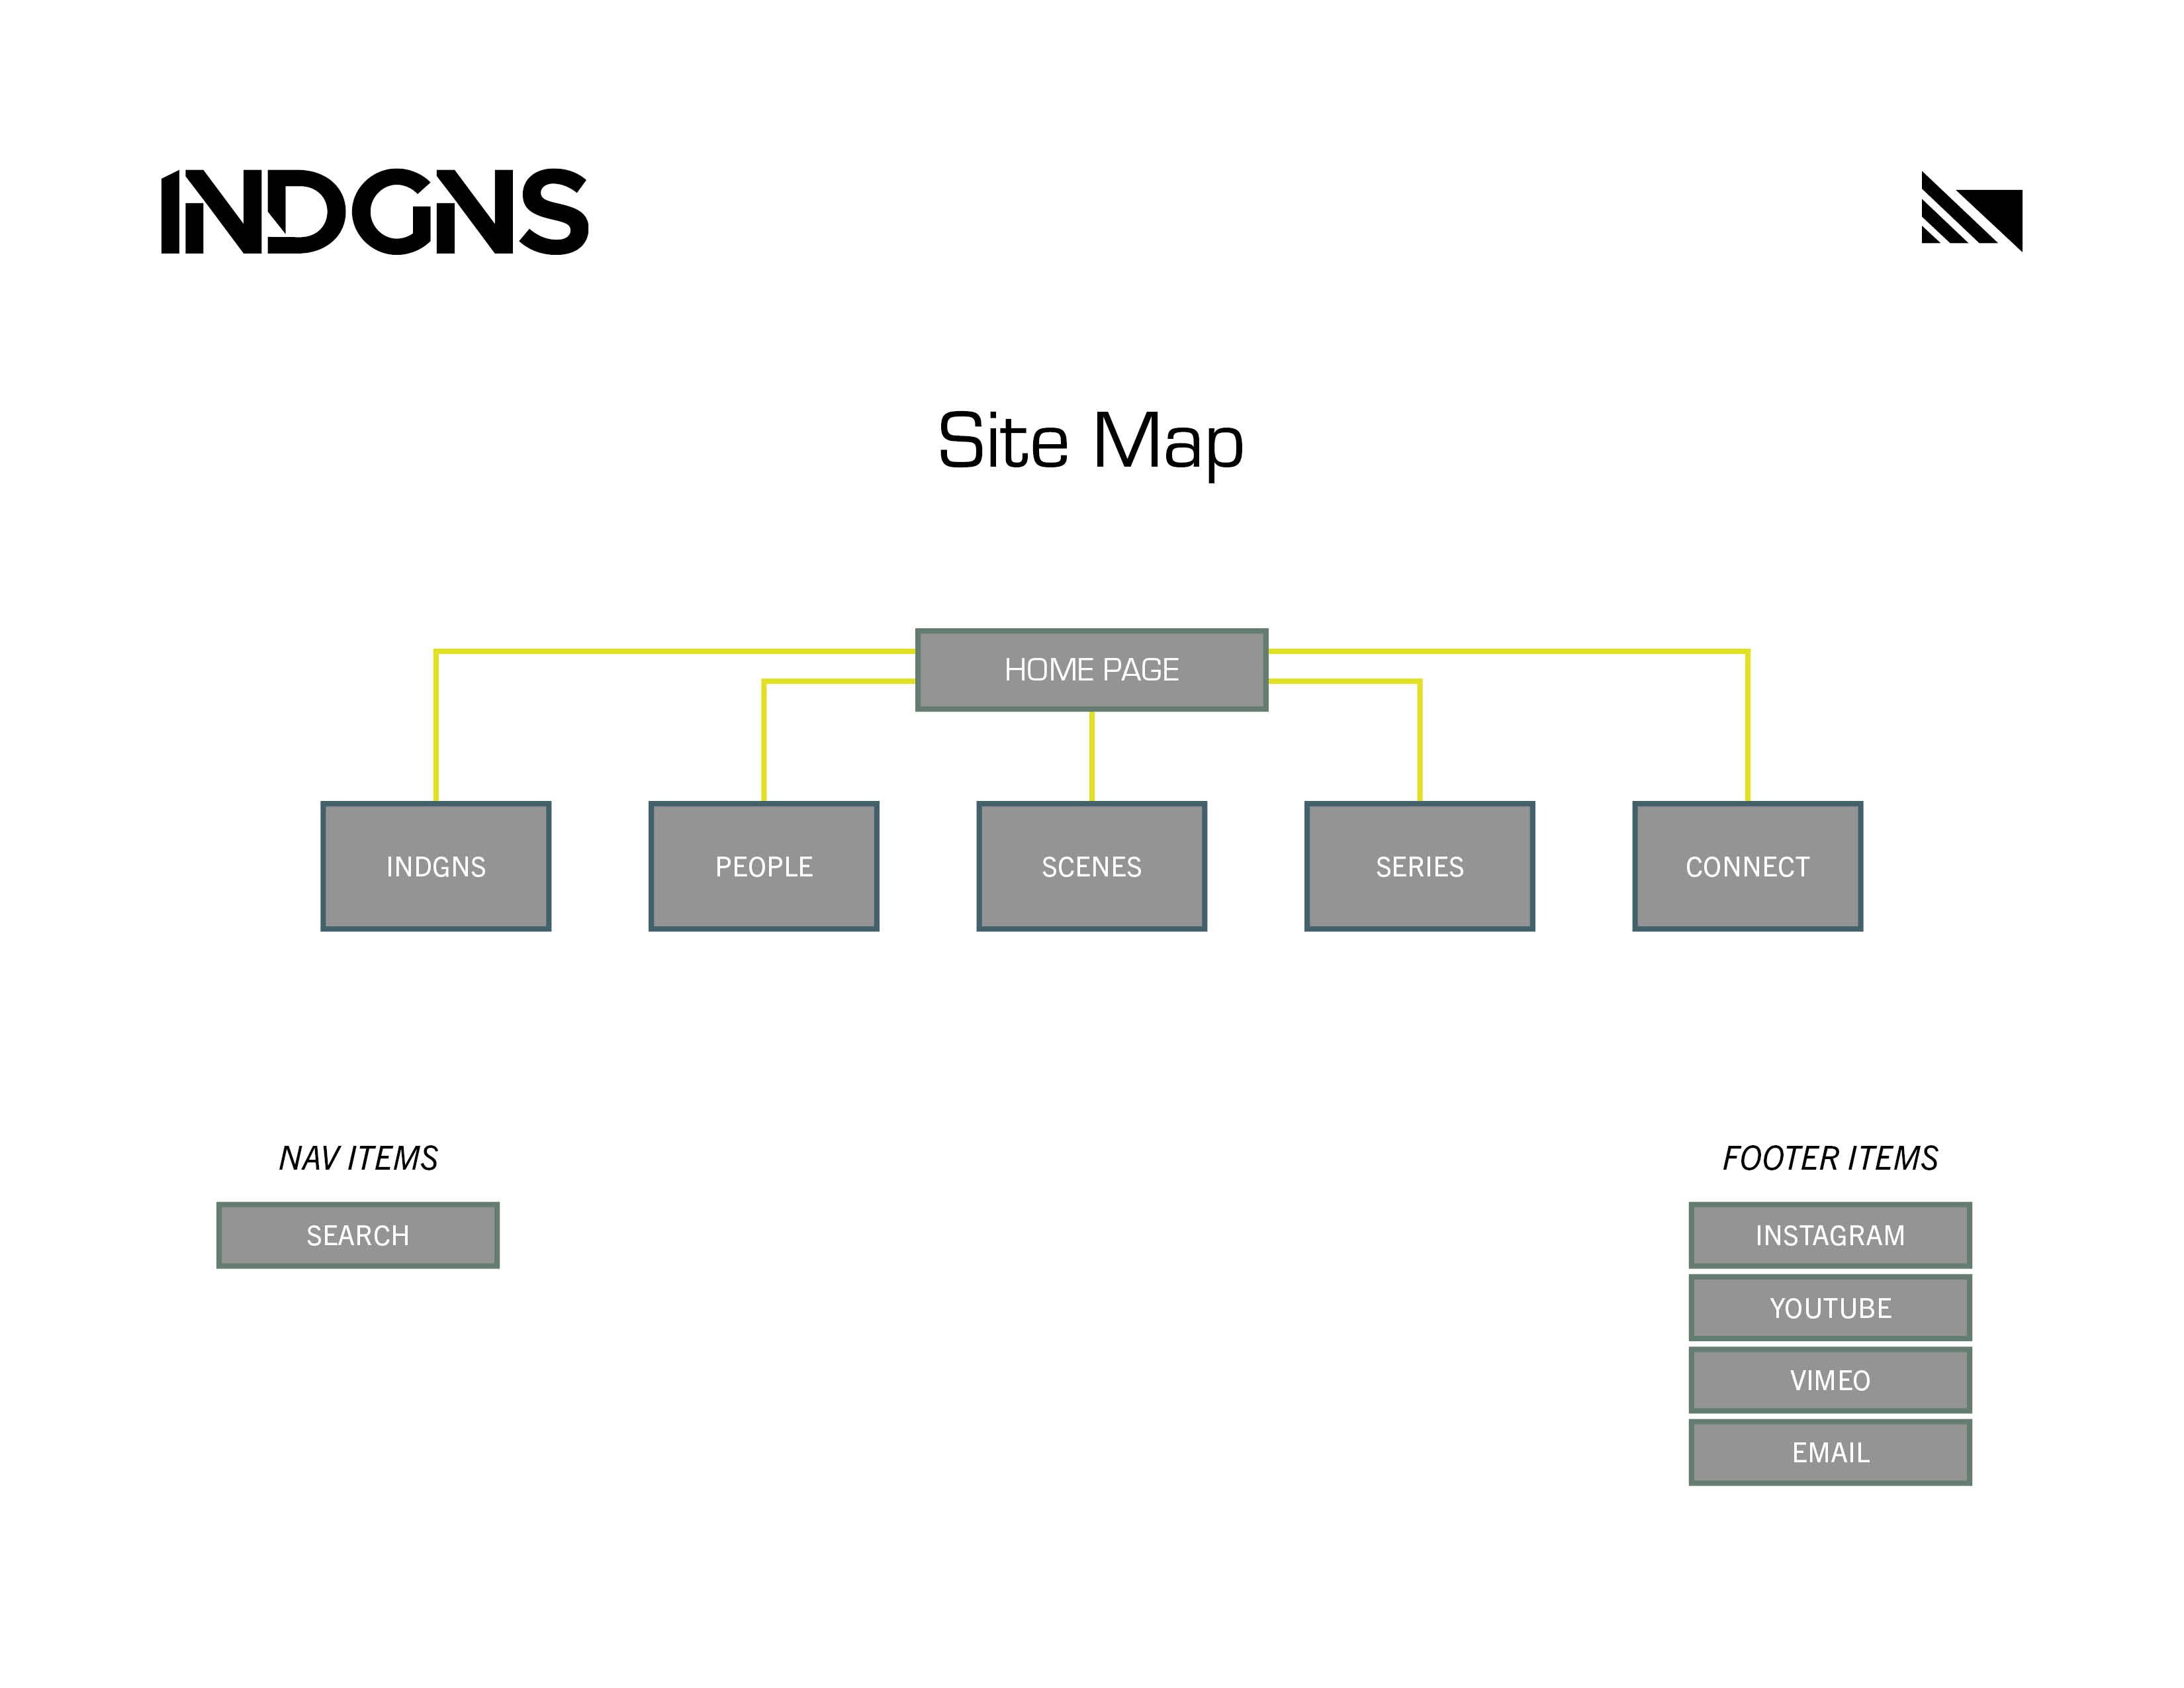 INDGNS
Site Map
HOME PAGE
INDGNS
PEOPLE
SCENES
SERIES
CONNECT
NAV ITEMS
SEARCH
FOOTER ITEMS
INSTAGRAM
YOUTUBE
VIMEO
EMAIL